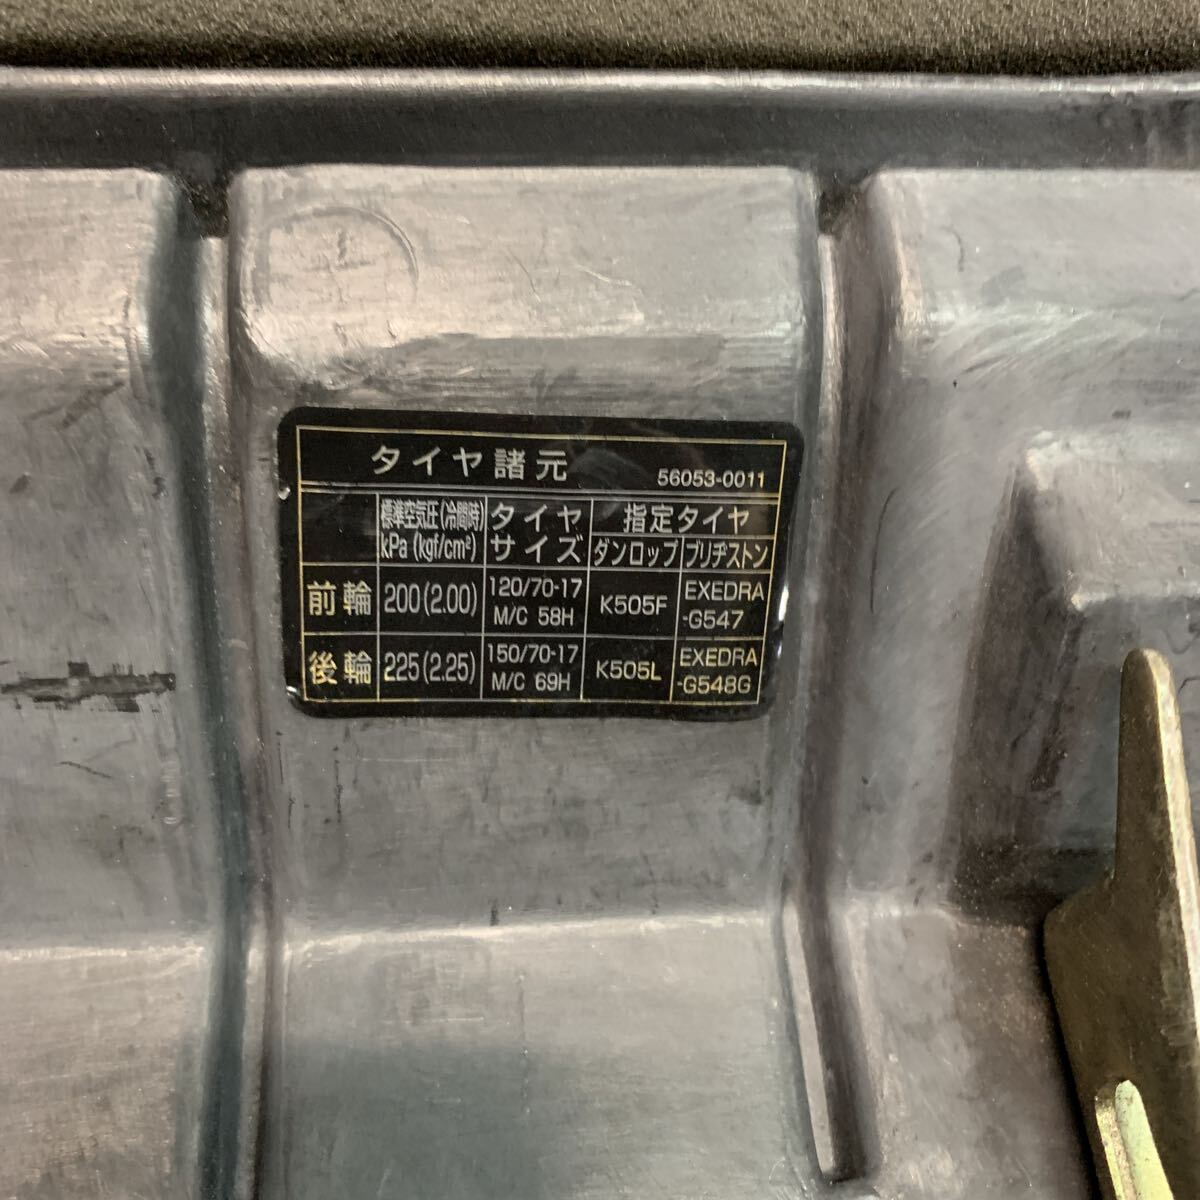 タイヤ諸元 56053-0011
標準空気圧(冷間時) タイヤ 指定タイヤ
kPa (kgf/cm²) サイズ ダンロップ ブリヂストン
前輪 200(2.00) 120/70-17 K505F EXEDRA
M/C 58H -G547
後輪 225(2.25) 150/70-17 K505L EXEDRA
M/C 69H -G548G